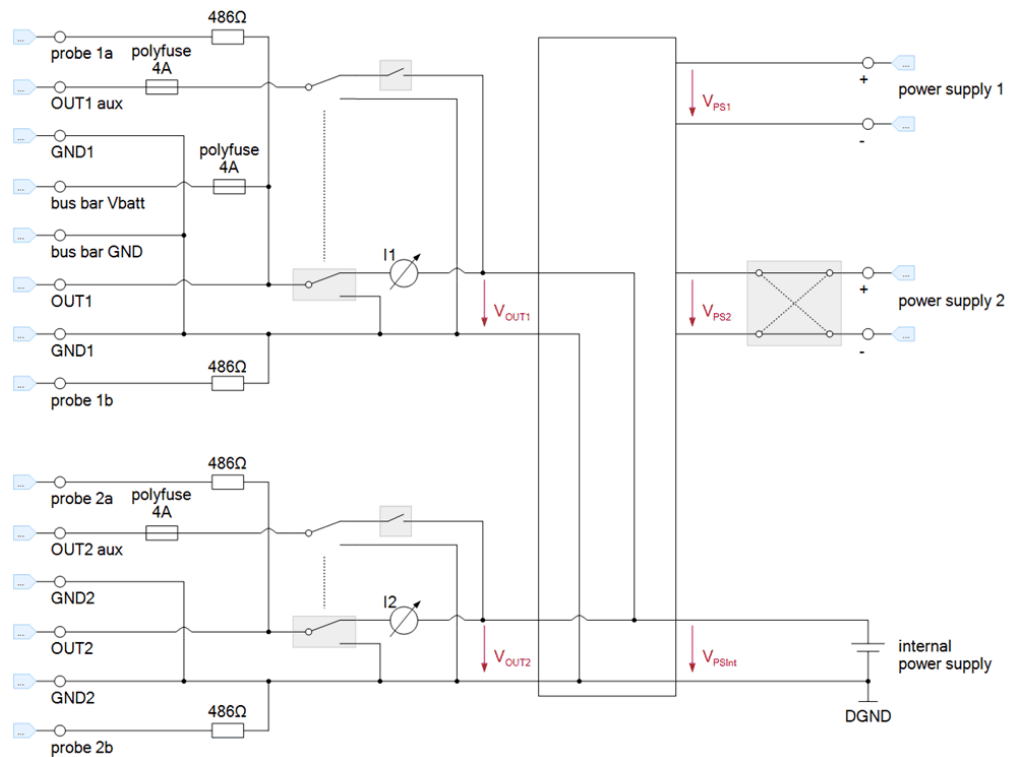 486Ω
...
probe 1a
polyfuse
4A
...
OUT1 aux
...
GND1
polyfuse
4A
...
bus bar Vbatt
...
bus bar GND
I1
...
OUT1
VOUT1
...
GND1
486Ω
...
probe 1b
VPS1
+
...
power supply 1
-
...
VPS2
+
...
power supply 2
-
...
486Ω
...
probe 2a
polyfuse
4A
...
OUT2 aux
...
GND2
I2
...
OUT2
VOUT2
...
GND2
486Ω
...
probe 2b
VPSInt
internal
power supply
DGND